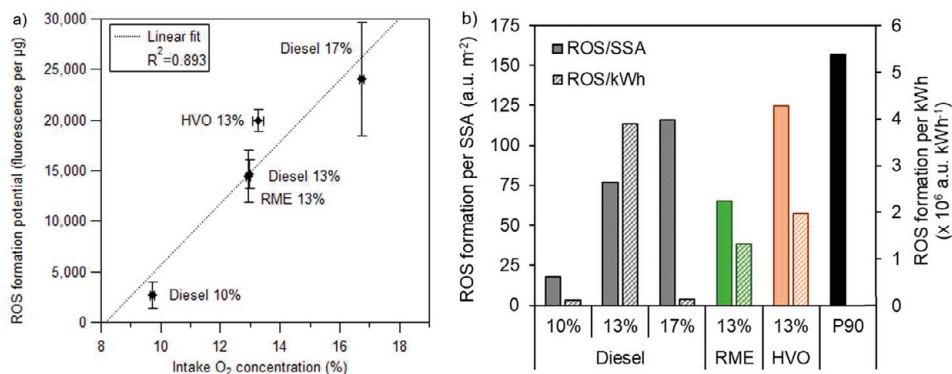 a)
30,000
25,000
20,000
15,000
10,000
5,000
0
ROS formation potential (fluorescence per µg)
Linear fit
R²=0.893
Diesel 17%
HVO 13%
Diesel 13%
RME 13%
Diesel 10%
6 8 10 12 14 16 18
Intake O₂ concentration (%)
b)
175
150
125
100
75
50
25
0
ROS formation per SSA (a.u. m⁻²)
ROS/SSA
ROS/kWh
6
5
4
3
2
1
0
ROS formation per kWh
(x 10⁶ a.u. kWh⁻¹)
10% 13% 17% 13% 13% P90
Diesel RME HVO